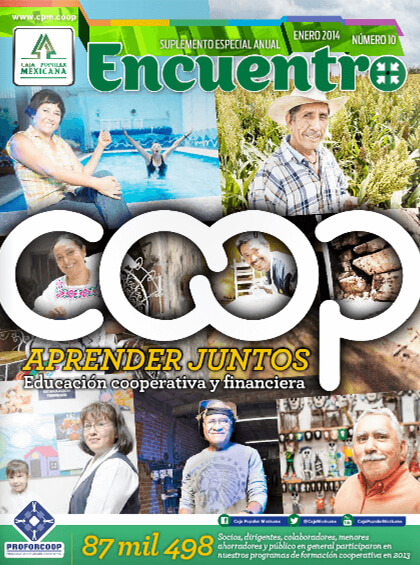 www.cpm.coop
CAJA POPULAR
MEXICANA
SUPLEMENTO ESPECIAL ANUAL
ENERO 2014
NÚMERO 10
Encuentro
coop
APRENDER JUNTOS
Educación cooperativa y financiera
Caja Popular Mexicana
@CajaMexicana
CajaPopularMexicana
PROFORCOOP
87 mil 498
Socios, dirigentes, colaboradores, menores
ahorradores y público en general participaron en
nuestros programas de formación cooperativa en 2013